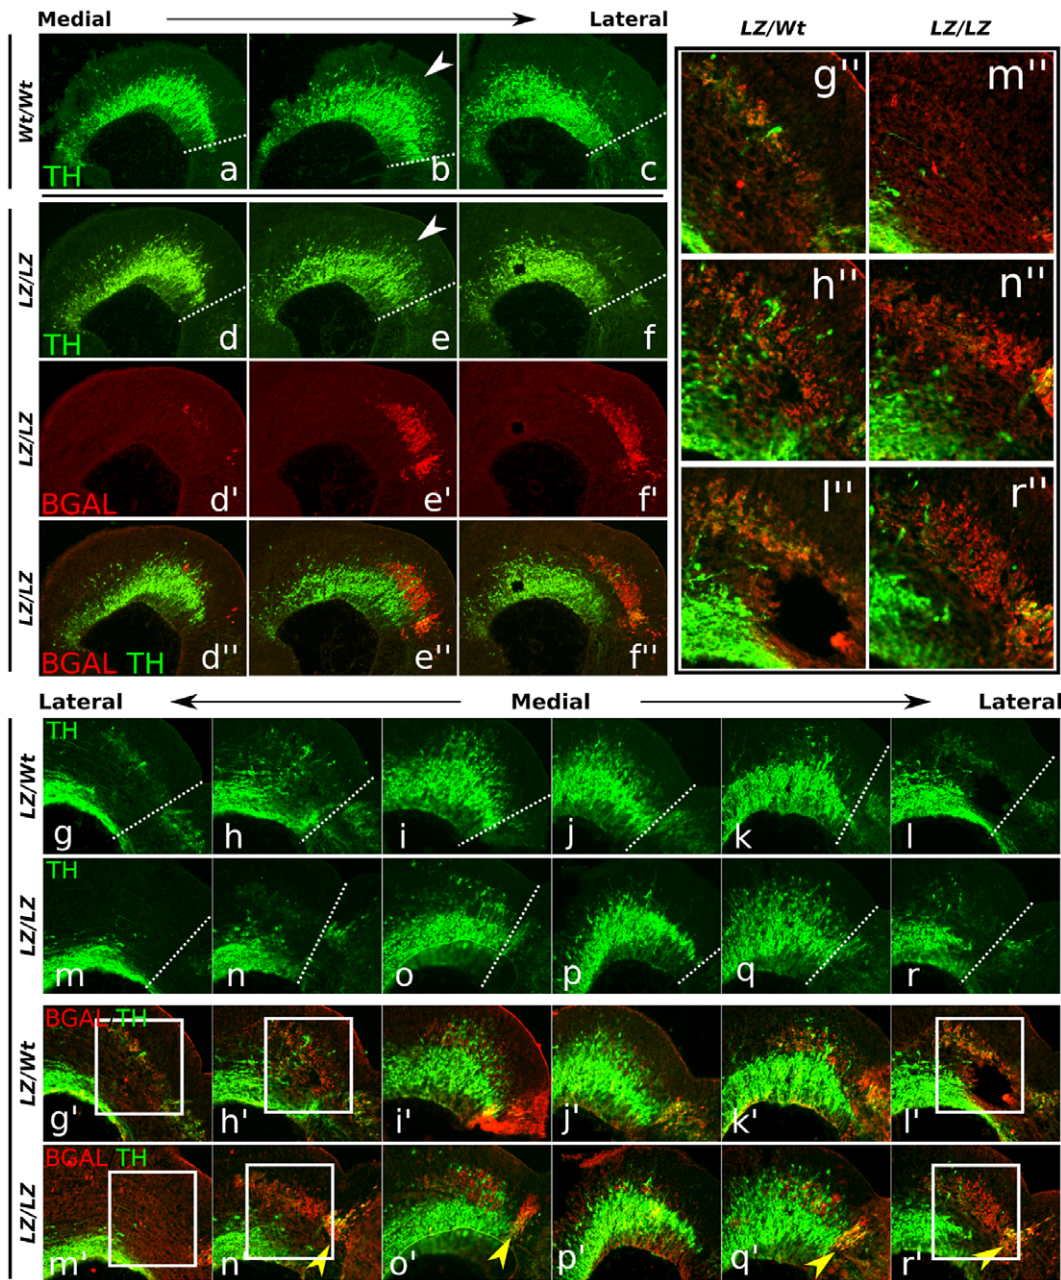 Medial Lateral
LZ/Wt LZ/LZ
Wt/Wt
TH a b c
g'' m''
LZ/LZ
TH d e f
h'' n''
LZ/LZ
BGAL d' e' f'
l'' r''
LZ/LZ
BGAL TH d'' e'' f''
Lateral Medial Lateral
LZ/Wt
TH
g h i j k l
LZ/LZ
TH
m n o p q r
LZ/Wt
BGAL/TH
g' h' i' j' k' l'
LZ/LZ
BGAL TH
m' n' o' p' q' r'